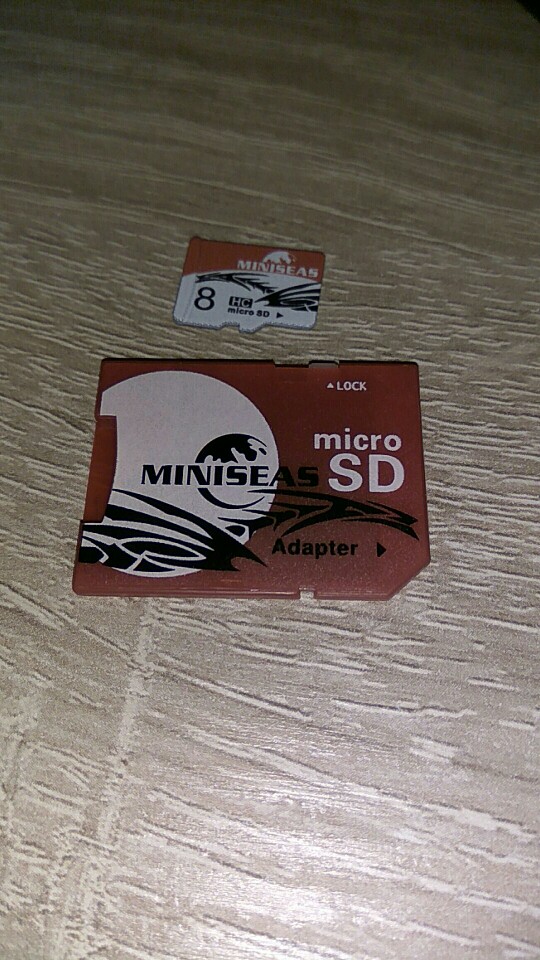 MINISEAS
8 HC
micro SD ▶
▲ LOCK
micro
SD
MINISEAS
Adapter ▶